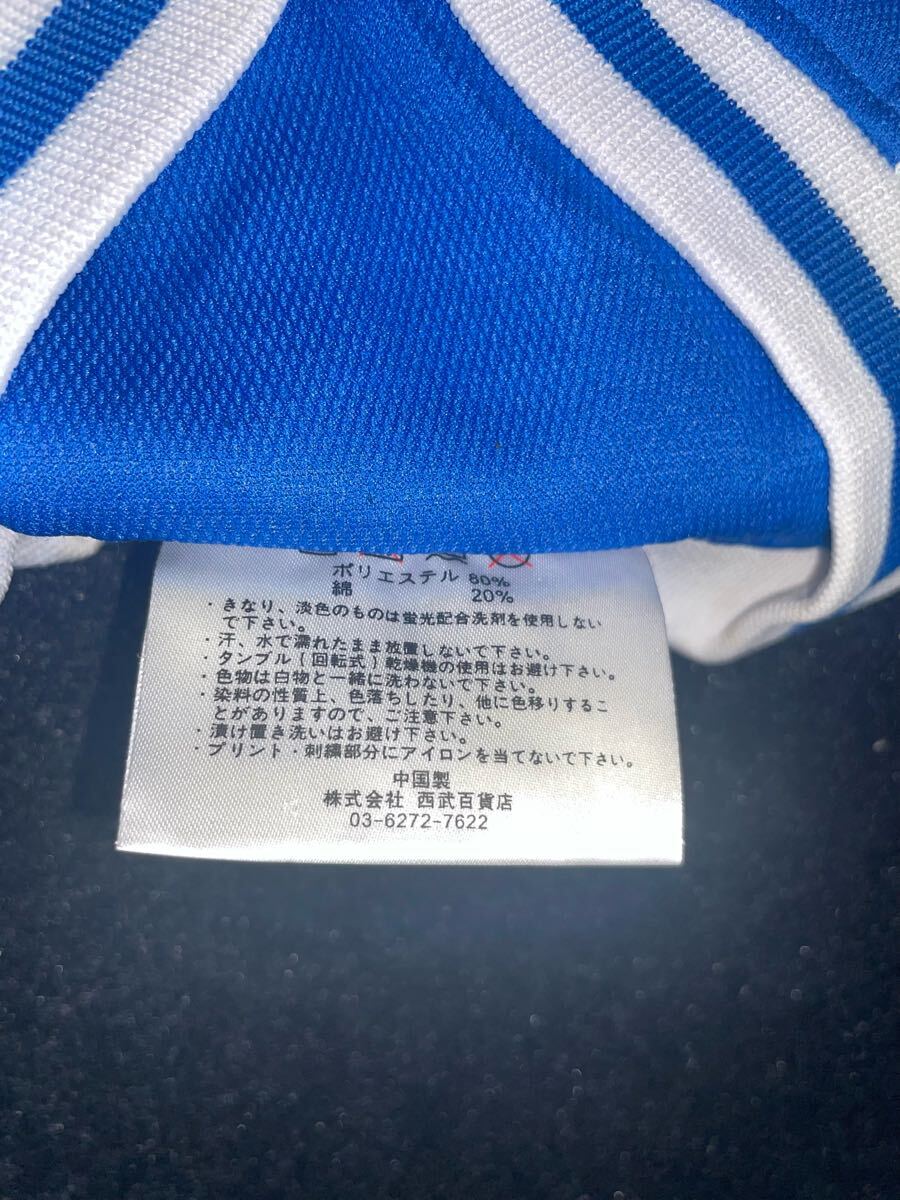 ポリエステル 80%
綿 20%
・きなり、淡色のものは蛍光配合洗剤を使用しない
で下さい。
・汗、水で濡れたまま放置しないで下さい。
・タンブル(回転式)乾燥機の使用はお避け下さい。
・色物は白物と一緒に洗わないで下さい。
・染料の性質上、色落ちしたり、他に色移りするこ
とがありますので、ご注意下さい。
・漬け置き洗いはお避け下さい。
・プリント・刺繍部分にアイロンを当てないで下さい。
中国製
株式会社 西武百貨店
03-6272-7622